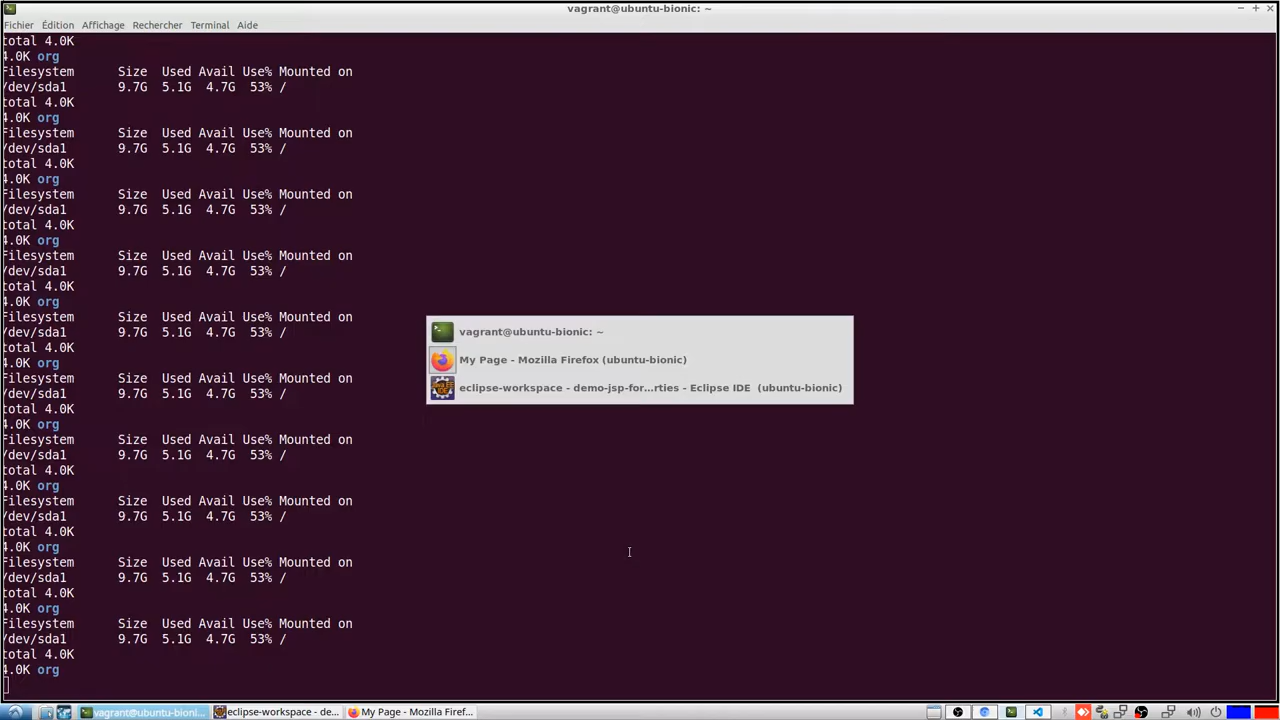 vagrant@ubuntu-bionic: ~
Fichier Édition Affichage Rechercher Terminal Aide
total 4.0K
4.0K org
Filesystem Size Used Avail Use% Mounted on
/dev/sda1 9.7G 5.1G 4.7G 53% /
total 4.0K
4.0K org
Filesystem Size Used Avail Use% Mounted on
/dev/sda1 9.7G 5.1G 4.7G 53% /
total 4.0K
4.0K org
Filesystem Size Used Avail Use% Mounted on
/dev/sda1 9.7G 5.1G 4.7G 53% /
total 4.0K
4.0K org
Filesystem Size Used Avail Use% Mounted on
/dev/sda1 9.7G 5.1G 4.7G 53% /
total 4.0K
4.0K org
Filesystem Size Used Avail Use% Mounted on
/dev/sda1 9.7G 5.1G 4.7G 53% /
total 4.0K
4.0K org
Filesystem Size Used Avail Use% Mounted on
/dev/sda1 9.7G 5.1G 4.7G 53% /
total 4.0K
4.0K org
Filesystem Size Used Avail Use% Mounted on
/dev/sda1 9.7G 5.1G 4.7G 53% /
total 4.0K
4.0K org
Filesystem Size Used Avail Use% Mounted on
/dev/sda1 9.7G 5.1G 4.7G 53% /
total 4.0K
4.0K org
Filesystem Size Used Avail Use% Mounted on
/dev/sda1 9.7G 5.1G 4.7G 53% /
total 4.0K
4.0K org
Filesystem Size Used Avail Use% Mounted on
/dev/sda1 9.7G 5.1G 4.7G 53% /
total 4.0K
4.0K org
vagrant@ubuntu-bionic: ~
My Page - Mozilla Firefox (ubuntu-bionic)
eclipse-workspace - demo-jsp-for...rties - Eclipse IDE (ubuntu-bionic)
vagrant@ubuntu-bioni... eclipse-workspace - de... My Page - Mozilla Firef...